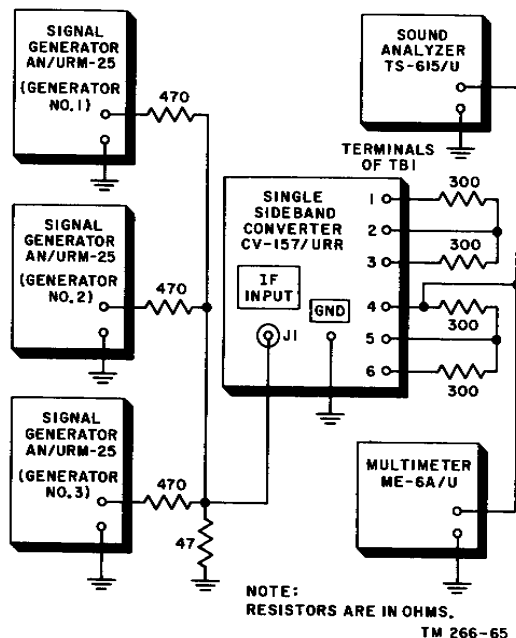 SIGNAL
GENERATOR
AN/URM-25
(GENERATOR
NO.1)
470
SIGNAL
GENERATOR
AN/URM-25
(GENERATOR
NO.2)
470
SIGNAL
GENERATOR
AN/URM-25
(GENERATOR
NO.3)
470
47
SOUND
ANALYZER
TS-615/U
TERMINALS
OF TB1
SINGLE
SIDEBAND
CONVERTER
CV-157/URR
IF
INPUT
J1
GND
1
2
3
4
5
6
300
300
300
300
MULTIMETER
ME-6A/U
NOTE:
RESISTORS ARE IN OHMS.
TM 266-65